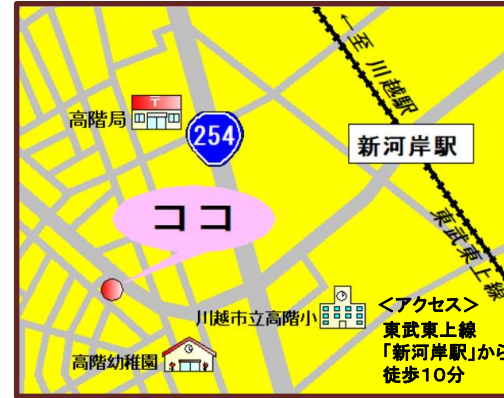 ←至 川越駅
高階局
〒
254
新河岸駅
ココ
東武東上線
川越市立高階小
高階幼稚園
<アクセス>
東武東上線
「新河岸駅」から
徒歩10分